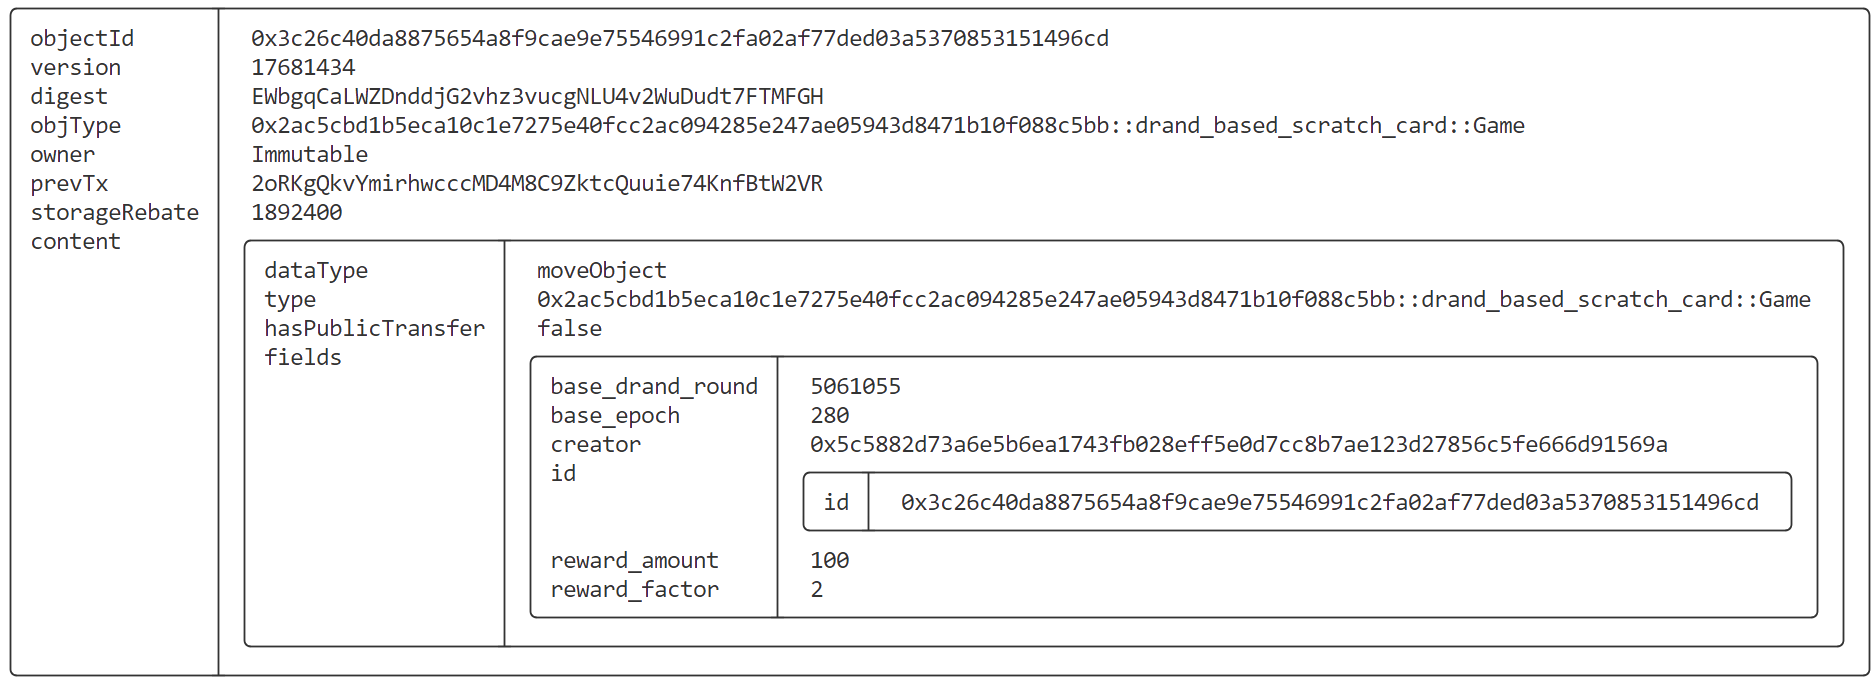 objectId 0x3c26c40da8875654a8f9cae9e75546991c2fa02af77ded03a5370853151496cd
version 17681434
digest EWbgqCaLWZDnddjG2vhz3vucgNLU4v2WuDudt7FTMFGH
objType 0x2ac5cbd1b5eca10c1e7275e40fcc2ac094285e247ae05943d8471b10f088c5bb::drand_based_scratch_card::Game
owner Immutable
prevTx 2oRKgQkvYmirhwcccMD4M8C9ZktcQuuie74KnfBtW2VR
storageRebate 1892400
content
dataType moveObject
type 0x2ac5cbd1b5eca10c1e7275e40fcc2ac094285e247ae05943d8471b10f088c5bb::drand_based_scratch_card::Game
hasPublicTransfer false
fields
base_drand_round 5061055
base_epoch 280
creator 0x5c5882d73a6e5b6ea1743fb028eff5e0d7cc8b7ae123d27856c5fe666d91569a
id
id 0x3c26c40da8875654a8f9cae9e75546991c2fa02af77ded03a5370853151496cd
reward_amount 100
reward_factor 2